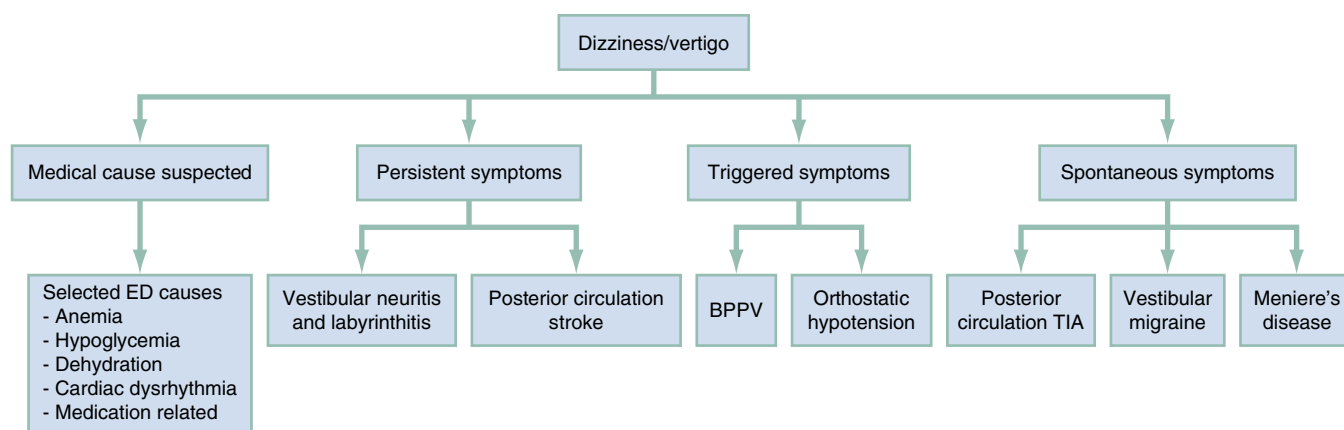 Dizziness/vertigo
Medical cause suspected
Persistent symptoms
Triggered symptoms
Spontaneous symptoms
Selected ED causes
- Anemia
- Hypoglycemia
- Dehydration
- Cardiac dysrhythmia
- Medication related
Vestibular neuritis
and labyrinthitis
Posterior circulation
stroke
BPPV
Orthostatic
hypotension
Posterior
circulation TIA
Vestibular
migraine
Meniere's
disease